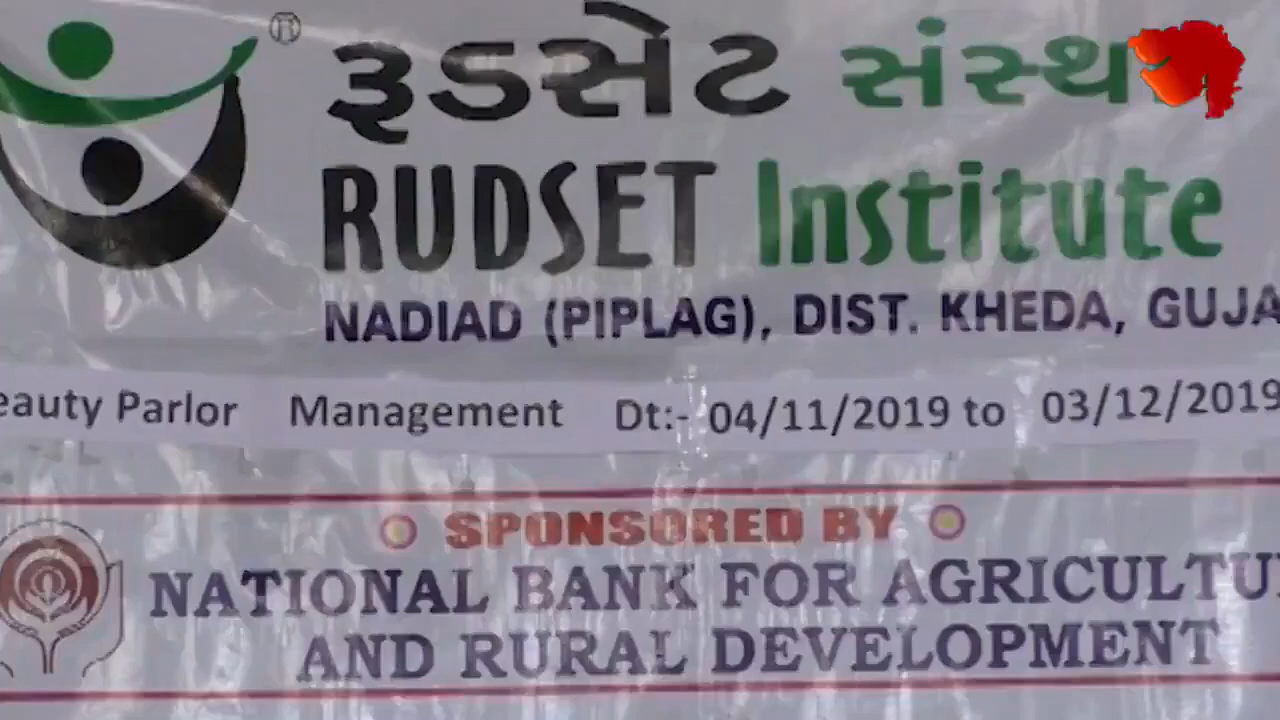 રૂડસેટ સંસ્થા
RUDSET Institute
NADIAD (PIPLAG), DIST. KHEDA, GUJA
eauty Parlor Management Dt:- 04/11/2019 to 03/12/2019
SPONSORED BY
NATIONAL BANK FOR AGRICULTU
AND RURAL DEVELOPMENT